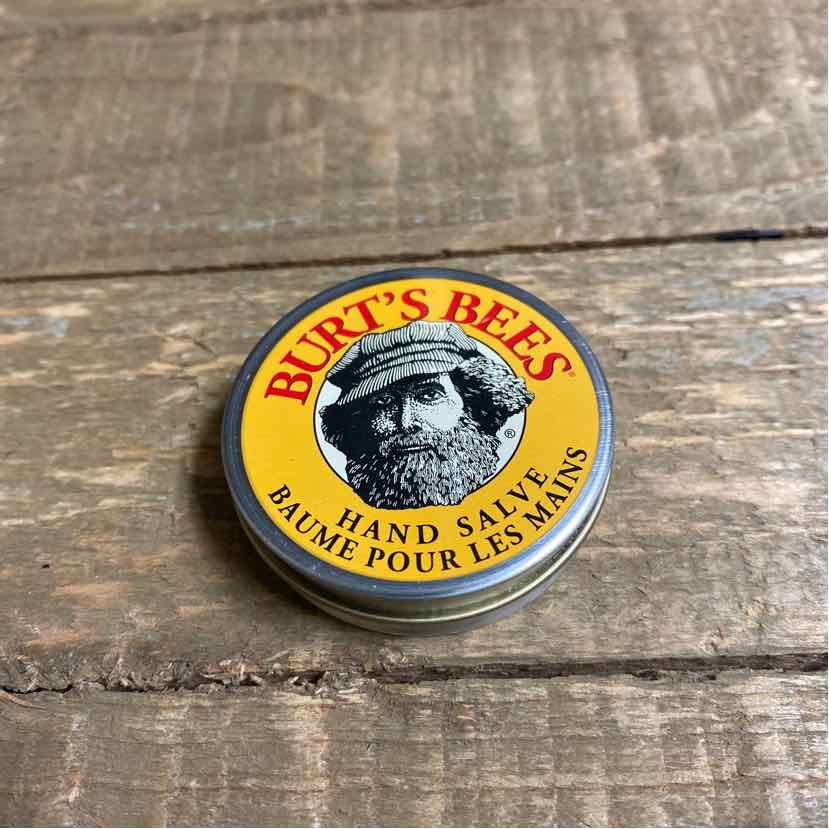 BURT'S BEES®
®
HAND SALVE
BAUME POUR LES MAINS